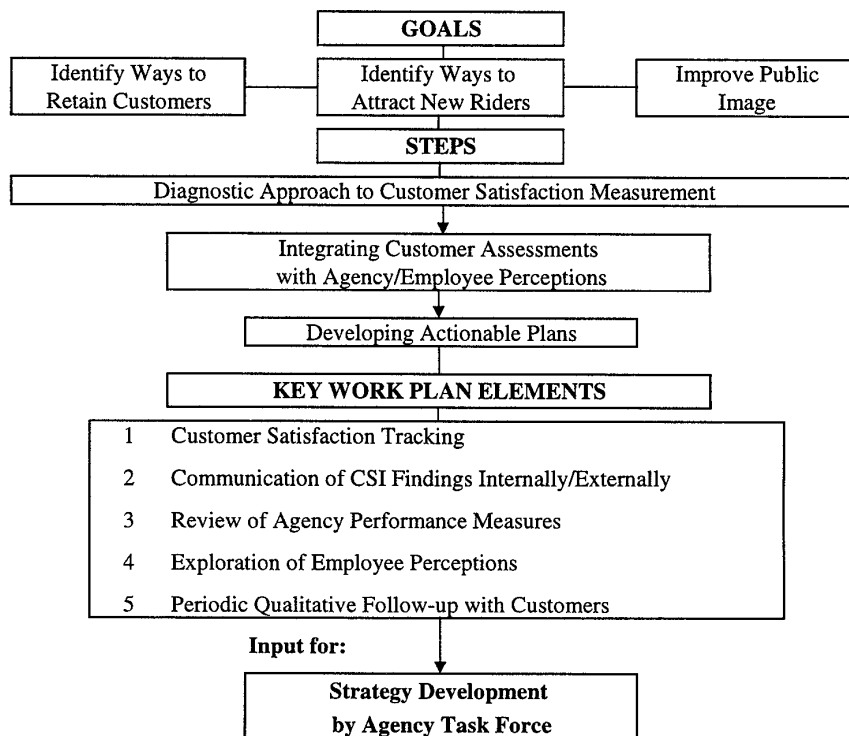 GOALS
Identify Ways to
Retain Customers
Identify Ways to
Attract New Riders
Improve Public
Image
STEPS
Diagnostic Approach to Customer Satisfaction Measurement
Integrating Customer Assessments
with Agency/Employee Perceptions
Developing Actionable Plans
KEY WORK PLAN ELEMENTS
1 Customer Satisfaction Tracking
2 Communication of CSI Findings Internally/Externally
3 Review of Agency Performance Measures
4 Exploration of Employee Perceptions
5 Periodic Qualitative Follow-up with Customers
Input for:
Strategy Development
by Agency Task Force